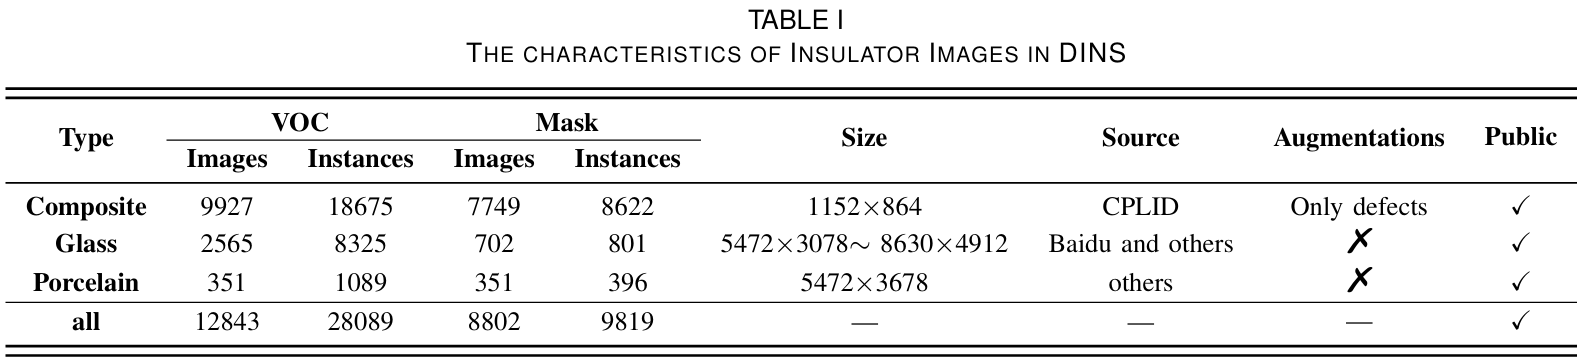 TABLE I
THE CHARACTERISTICS OF INSULATOR IMAGES IN DINS
Type VOC Mask Size Source Augmentations Public
Images Instances Images Instances
Composite 9927 18675 7749 8622 1152×864 CPLID Only defects ✓
Glass 2565 8325 702 801 5472×3078∼ 8630×4912 Baidu and others ✗ ✓
Porcelain 351 1089 351 396 5472×3678 others ✗ ✓
all 12843 28089 8802 9819 — — — ✓